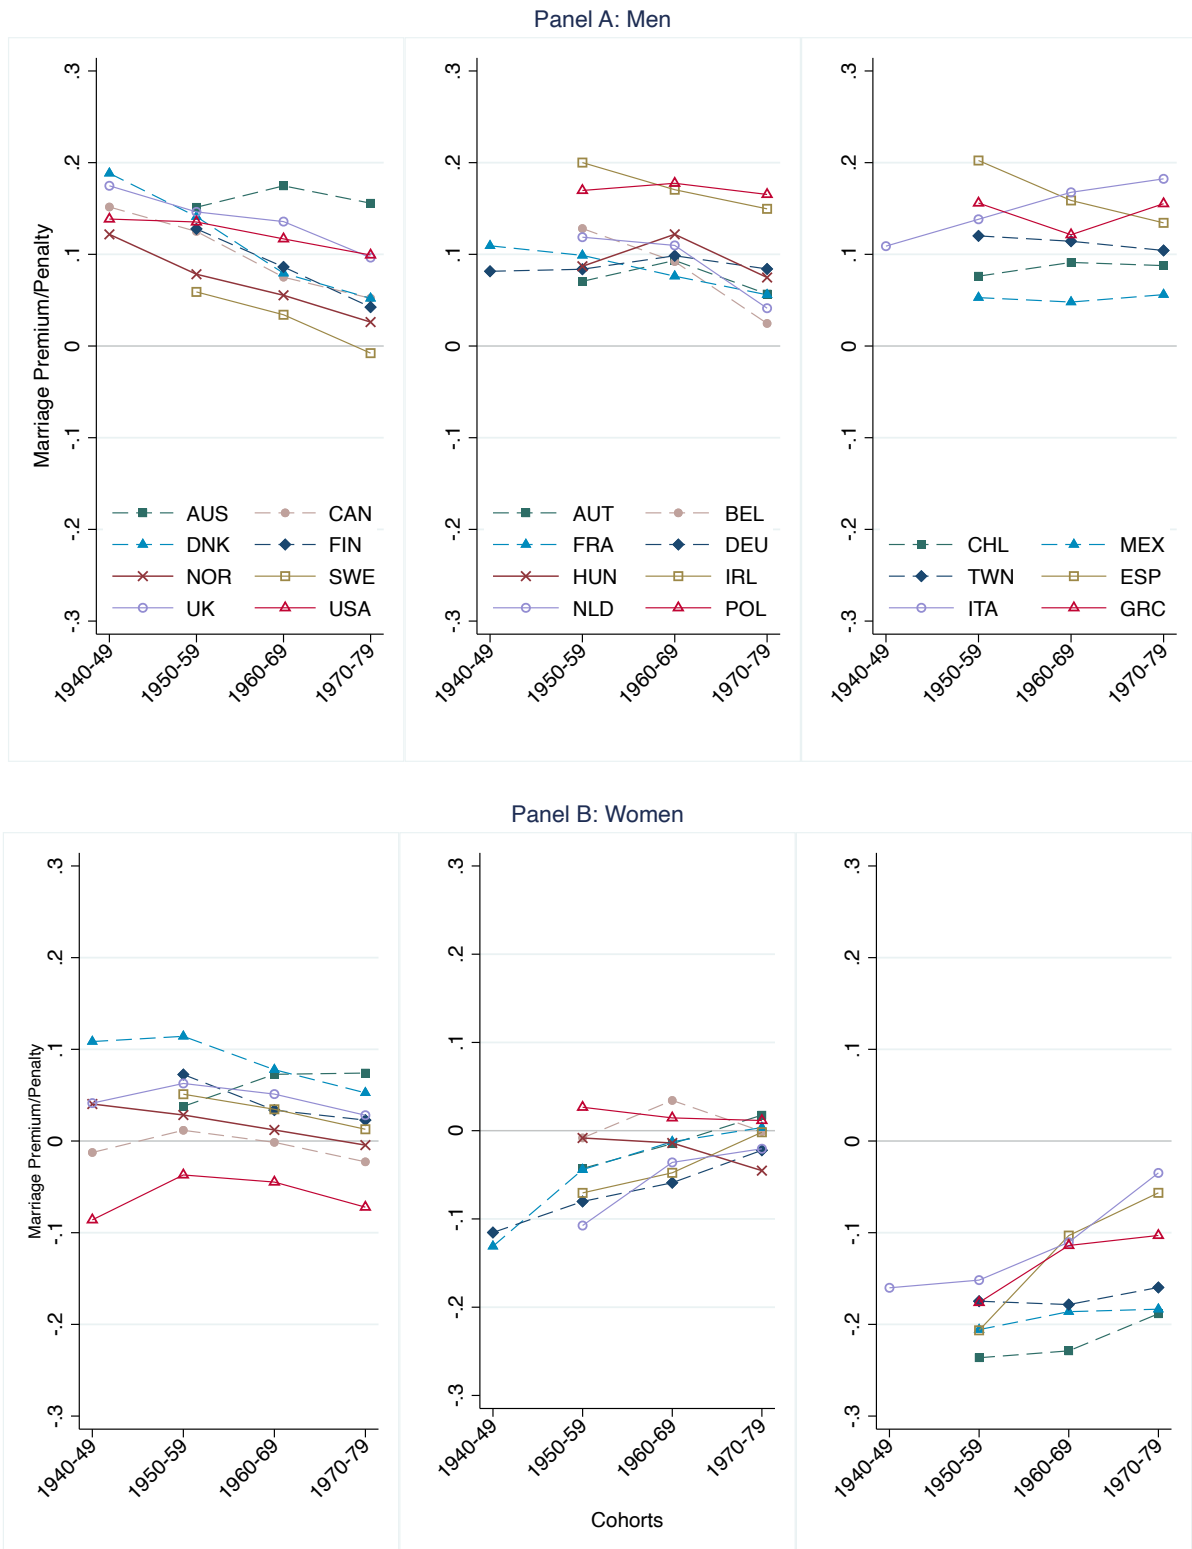 Panel A: Men
Marriage Premium/Penalty
.3
.2
.1
0
-.1
-.2
-.3
AUS CAN
DNK FIN
NOR SWE
UK USA
1940-49 1950-59 1960-69 1970-79
.3
.2
.1
0
-.1
-.2
-.3
AUT BEL
FRA DEU
HUN IRL
NLD POL
1940-49 1950-59 1960-69 1970-79
.3
.2
.1
0
-.1
-.2
-.3
CHL MEX
TWN ESP
ITA GRC
1940-49 1950-59 1960-69 1970-79
Panel B: Women
Marriage Premium/Penalty
.3
.2
.1
0
-.1
-.2
-.3
1940-49 1950-59 1960-69 1970-79
.3
.2
.1
0
-.1
-.2
-.3
1940-49 1950-59 1960-69 1970-79
.3
.2
.1
0
-.1
-.2
-.3
1940-49 1950-59 1960-69 1970-79
Cohorts